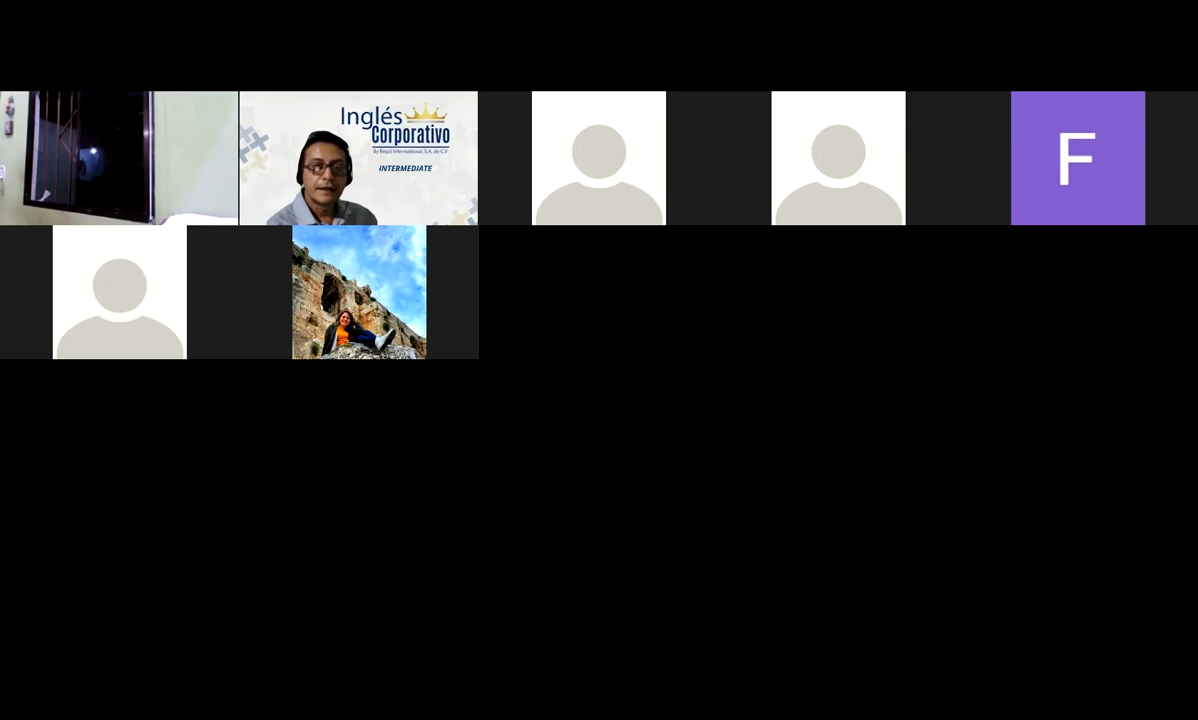 Inglés
Corporativo
By Regal International, S.A. de C.V.
INTERMEDIATE
F